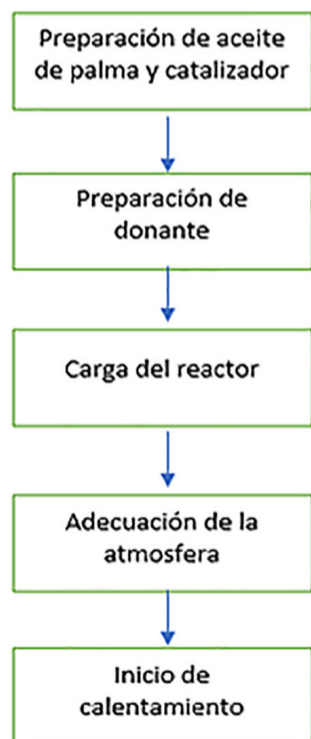 Preparación de aceite
de palma y catalizador
Preparación de
donante
Carga del reactor
Adecuación de la
atmosfera
Inicio de
calentamiento